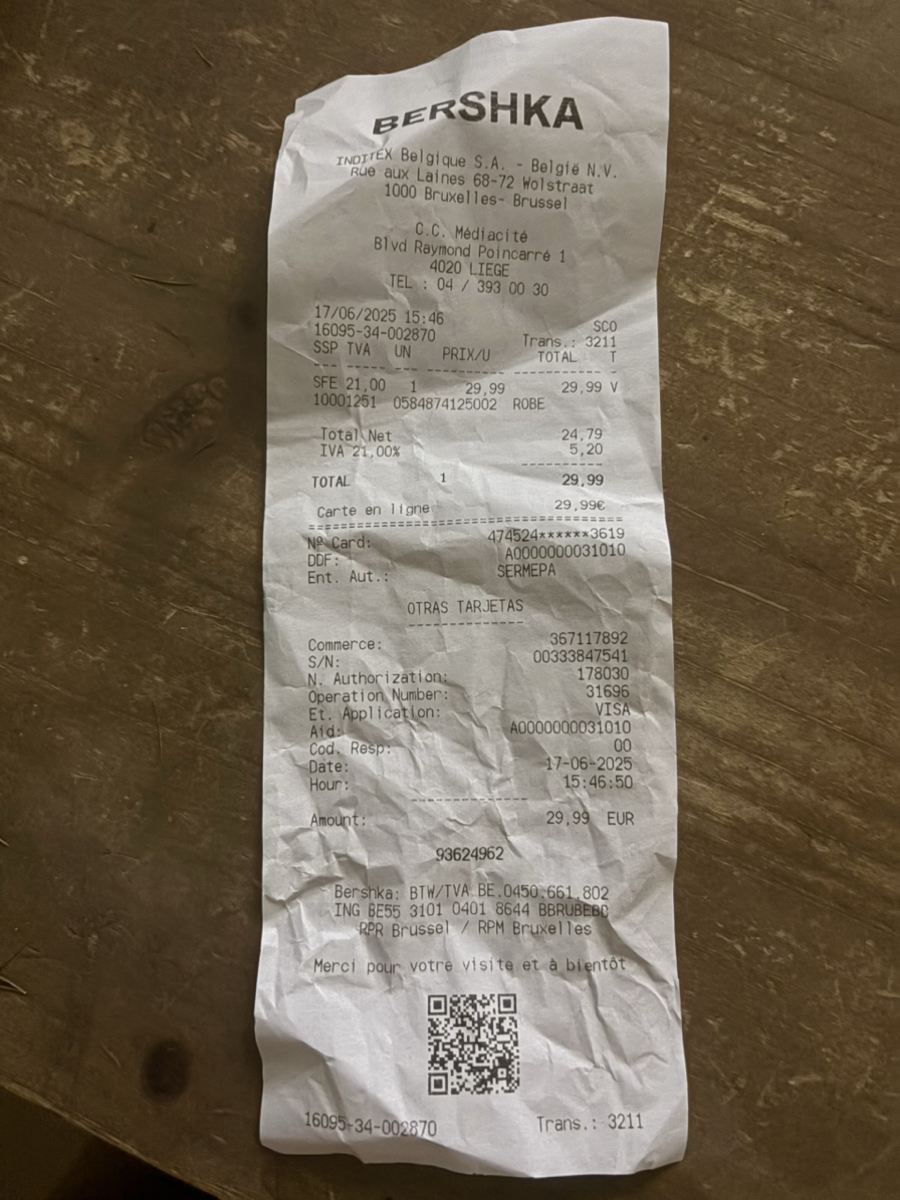 BERSHKA
INDITEX Belgique S.A. - België N.V.
Rue aux Laines 68-72 Wolstraat
1000 Bruxelles- Brussel
C.C. Médiacité
Blvd Raymond Poincarré 1
4020 LIEGE
TEL : 04 / 393 00 30
17/06/2025 15:46 SCO
16095-34-002870 Trans.: 3211
SSP TVA UN PRIX/U TOTAL T
SFE 21,00 1 29,99 29,99 V
10001251 0584874125002 ROBE
Total Net 24,79
IVA 21,00% 5,20
TOTAL 1 29,99
Carte en ligne 29,99€
Nº Card: 474524******3619
DDF: A0000000031010
Ent. Aut.: SERMEPA
OTRAS TARJETAS
Commerce: 367117892
S/N: 00333847541
N. Authorization: 178030
Operation Number: 31696
Et. Application: VISA
Aid: A0000000031010
Cod. Resp: 00
Date: 17-06-2025
Hour: 15:46:50
Amount: 29,99 EUR
93624962
Bershka: BTW/TVA BE.0450.661.802
ING BE55 3101 0401 8644 BBRUBEBB
RPR Brussel / RPM Bruxelles
Merci pour votre visite et à bientôt
16095-34-002870 Trans.: 3211